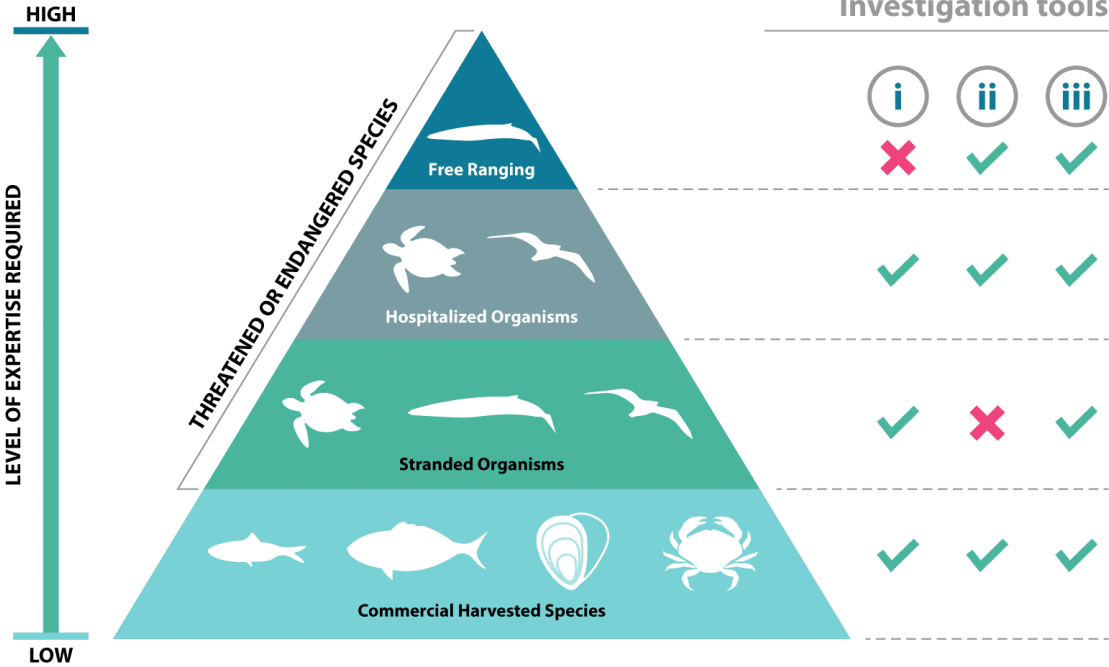 HIGH
Investigation tools
i ii iii
THREATENED OR ENDANGERED SPECIES
LEVEL OF EXPERTISE REQUIRED
Free Ranging
Hospitalized Organisms
Stranded Organisms
Commercial Harvested Species
LOW